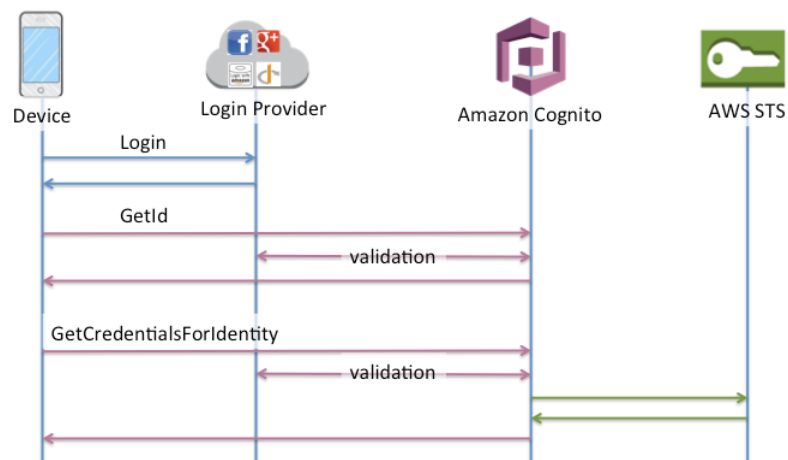 Device
Login Provider
Amazon Cognito
AWS STS
Login
GetId
validation
GetCredentialsForIdentity
validation